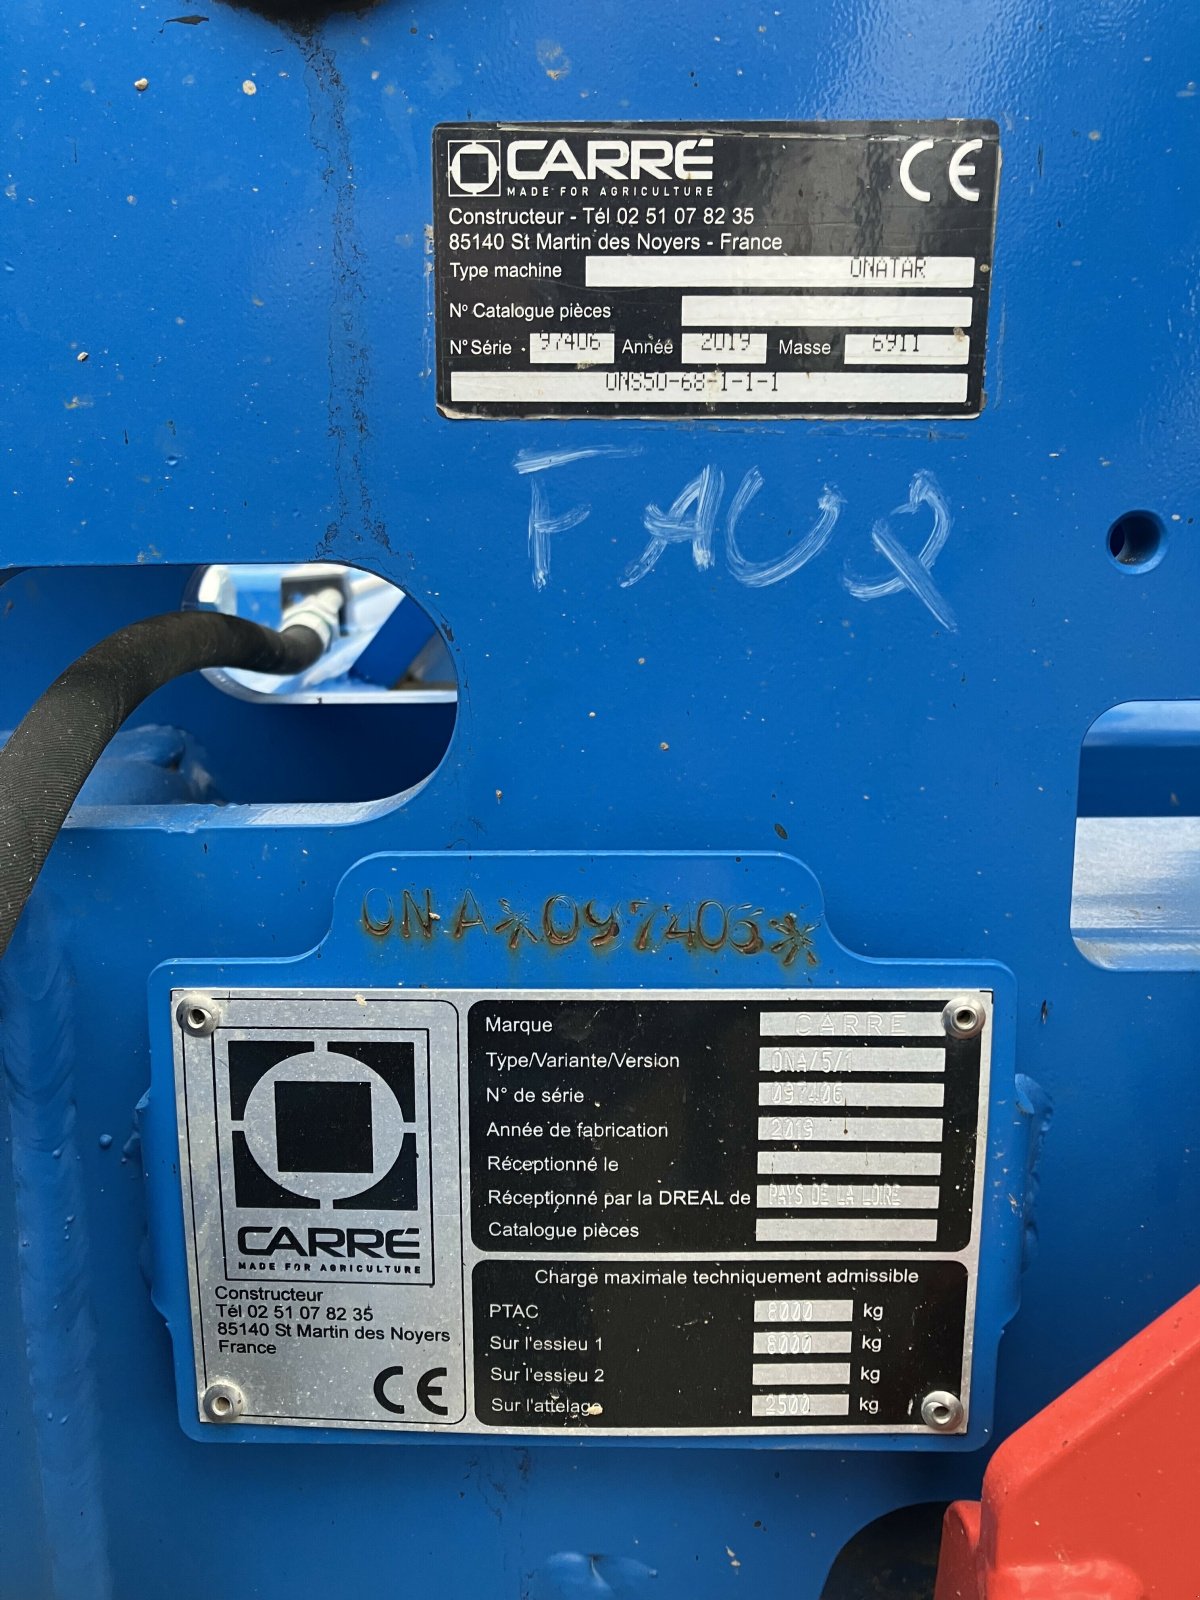 CARRÉ
MADE FOR AGRICULTURE
CE
Constructeur - Tél 02 51 07 82 35
85140 St Martin des Noyers - France
Type machine ONATAR
N° Catalogue pièces
N° Série 97406 Année 2019 Masse 6911
ONS50-68-1-1-1
FAUQ
ONA*097406*
Marque CARRE
Type/Variante/Version ONA/5/1
N° de série 097406
Année de fabrication 2019
Réceptionné le
Réceptionné par la DREAL de PAYS DE LA LOIRE
Catalogue pièces
CARRÉ
MADE FOR AGRICULTURE
Constructeur
Tél 02 51 07 82 35
85140 St Martin des Noyers
France
CE
Charge maximale techniquement admissible
PTAC 8000 kg
Sur l'essieu 1 8000 kg
Sur l'essieu 2 kg
Sur l'attelage 2500 kg